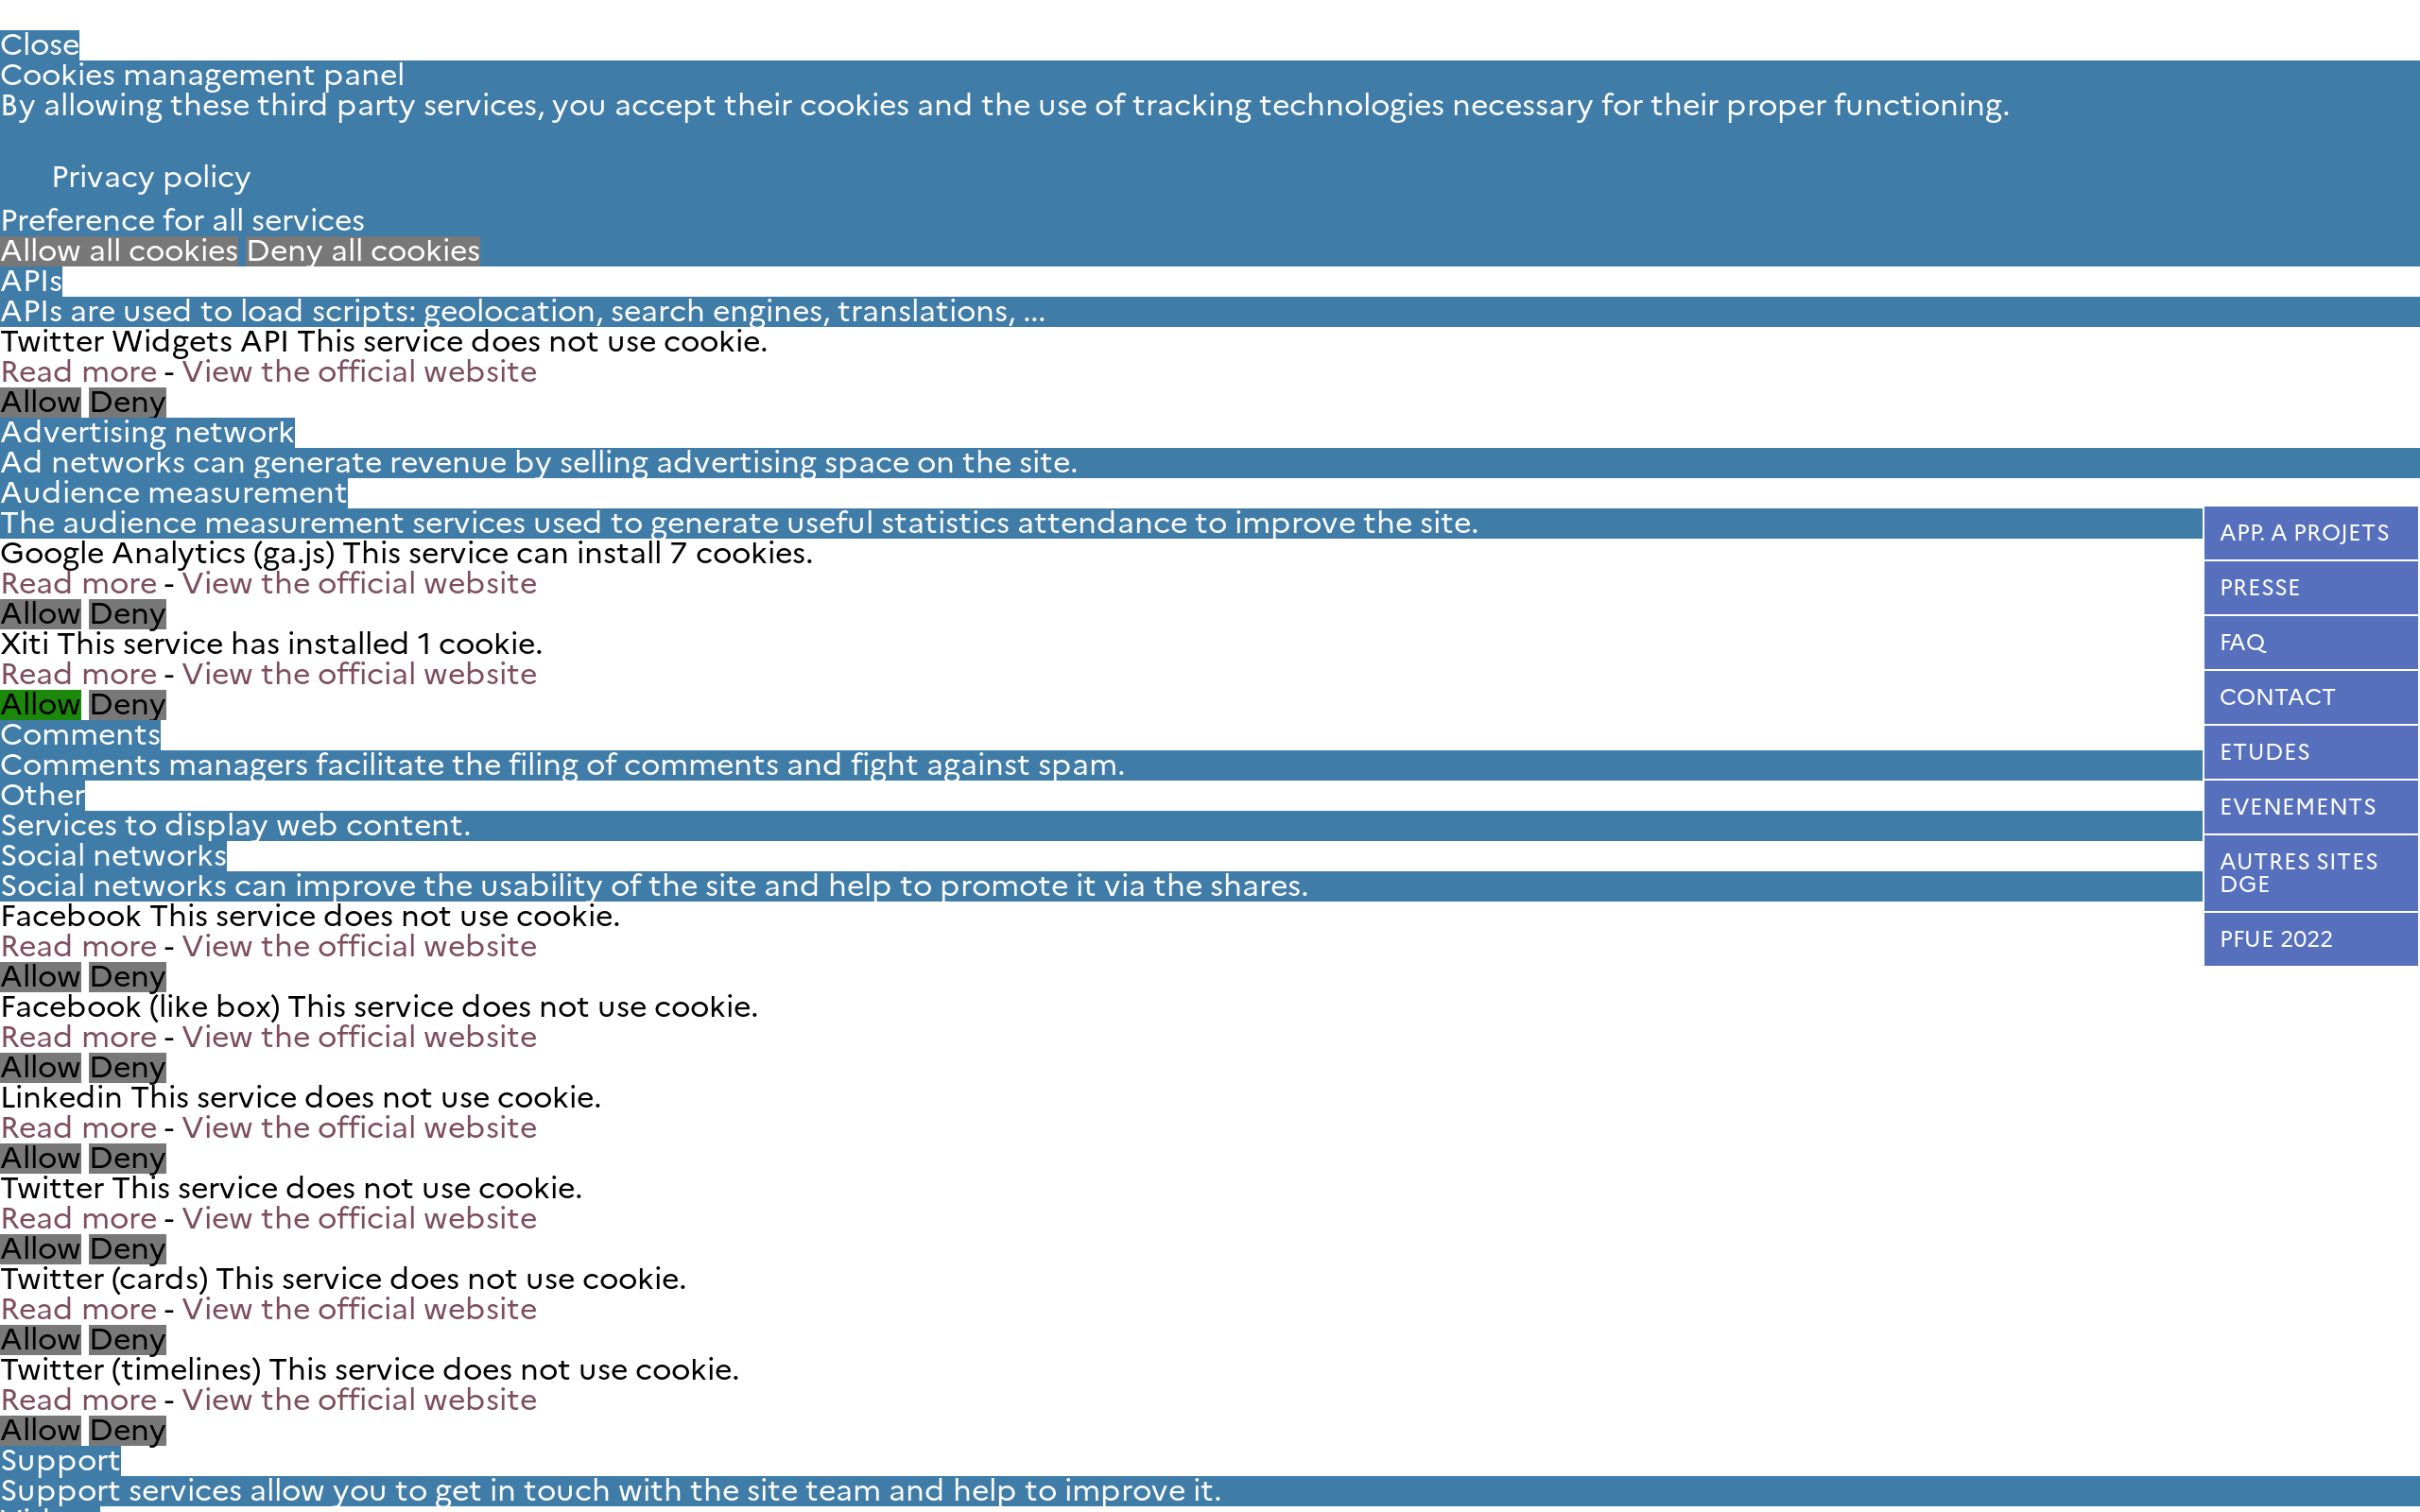 Close
Cookies management panel
By allowing these third party services, you accept their cookies and the use of tracking technologies necessary for their proper functioning.
Privacy policy
Preference for all services
Allow all cookies Deny all cookies
APIs
APIs are used to load scripts: geolocation, search engines, translations, ...
Twitter Widgets API This service does not use cookie.
Read more - View the official website
Allow Deny
Advertising network
Ad networks can generate revenue by selling advertising space on the site.
Audience measurement
The audience measurement services used to generate useful statistics attendance to improve the site.
Google Analytics (ga.js) This service can install 7 cookies.
Read more - View the official website
Allow Deny
Xiti This service has installed 1 cookie.
Read more - View the official website
Allow Deny
Comments
Comments managers facilitate the filing of comments and fight against spam.
Other
Services to display web content.
Social networks
Social networks can improve the usability of the site and help to promote it via the shares.
Facebook This service does not use cookie.
Read more - View the official website
Allow Deny
Facebook (like box) This service does not use cookie.
Read more - View the official website
Allow Deny
Linkedin This service does not use cookie.
Read more - View the official website
Allow Deny
Twitter This service does not use cookie.
Read more - View the official website
Allow Deny
Twitter (cards) This service does not use cookie.
Read more - View the official website
Allow Deny
Twitter (timelines) This service does not use cookie.
Read more - View the official website
Allow Deny
Support
Support services allow you to get in touch with the site team and help to improve it.
APP. A PROJETS
PRESSE
FAQ
CONTACT
ETUDES
EVENEMENTS
AUTRES SITES
DGE
PFUE 2022